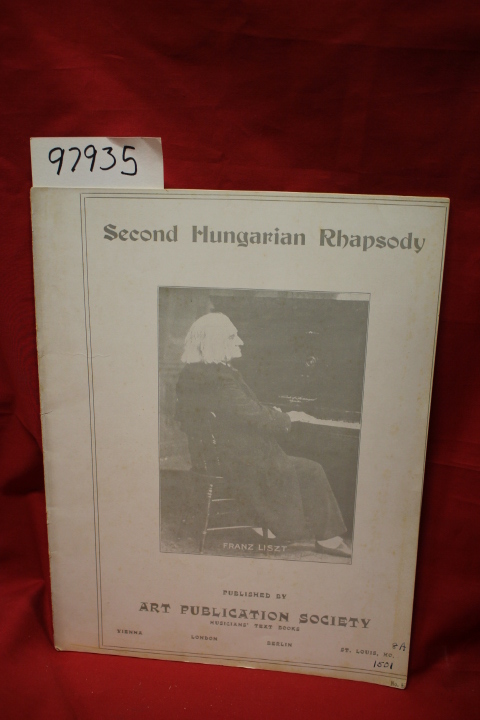 97935
Second Hungarian Rhapsody
FRANZ LISZT
PUBLISHED BY
ART PUBLICATION SOCIETY
MUSICIANS' TEXT BOOKS
VIENNA LONDON BERLIN ST. LOUIS, MO.
1501